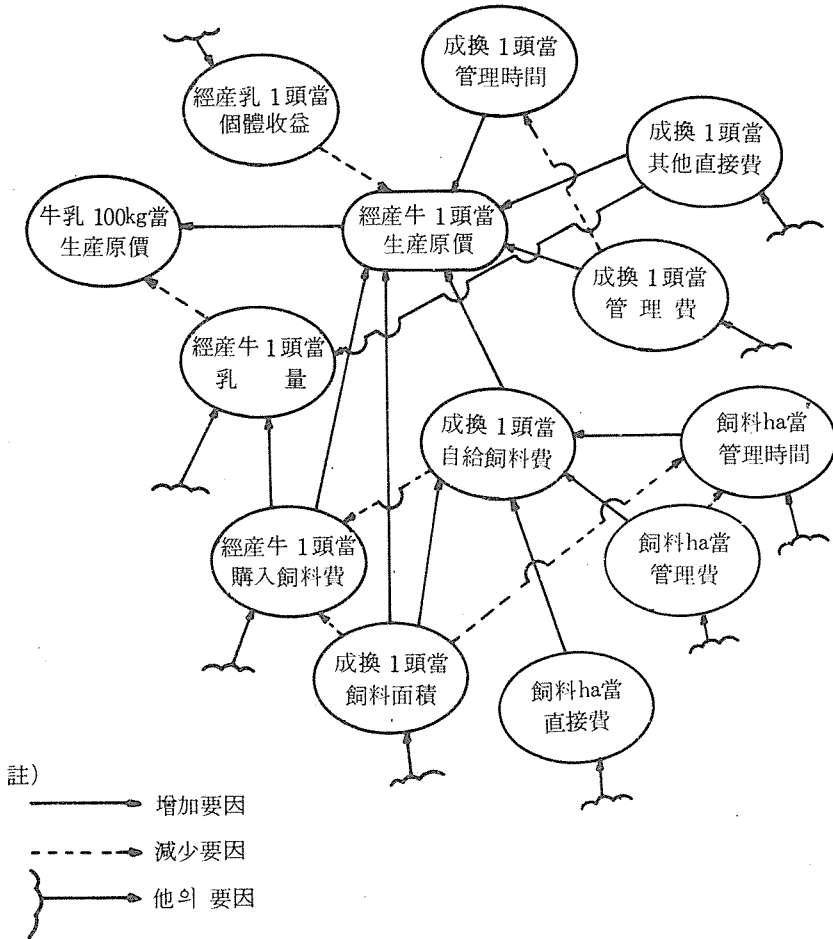 成換 1頭當
管理時間
經産乳 1頭當
個體收益
成換 1頭當
其他直接費
牛乳 100kg當
生産原價
經産牛 1頭當
生産原價
成換 1頭當
管 理 費
經産牛 1頭當
乳 量
成換 1頭當
自給飼料費
飼料ha當
管理時間
經産牛 1頭當
購入飼料費
飼料ha當
管理費
成換 1頭當
飼料面積
飼料ha當
直接費
註)
增加要因
減少要因
他의 要因